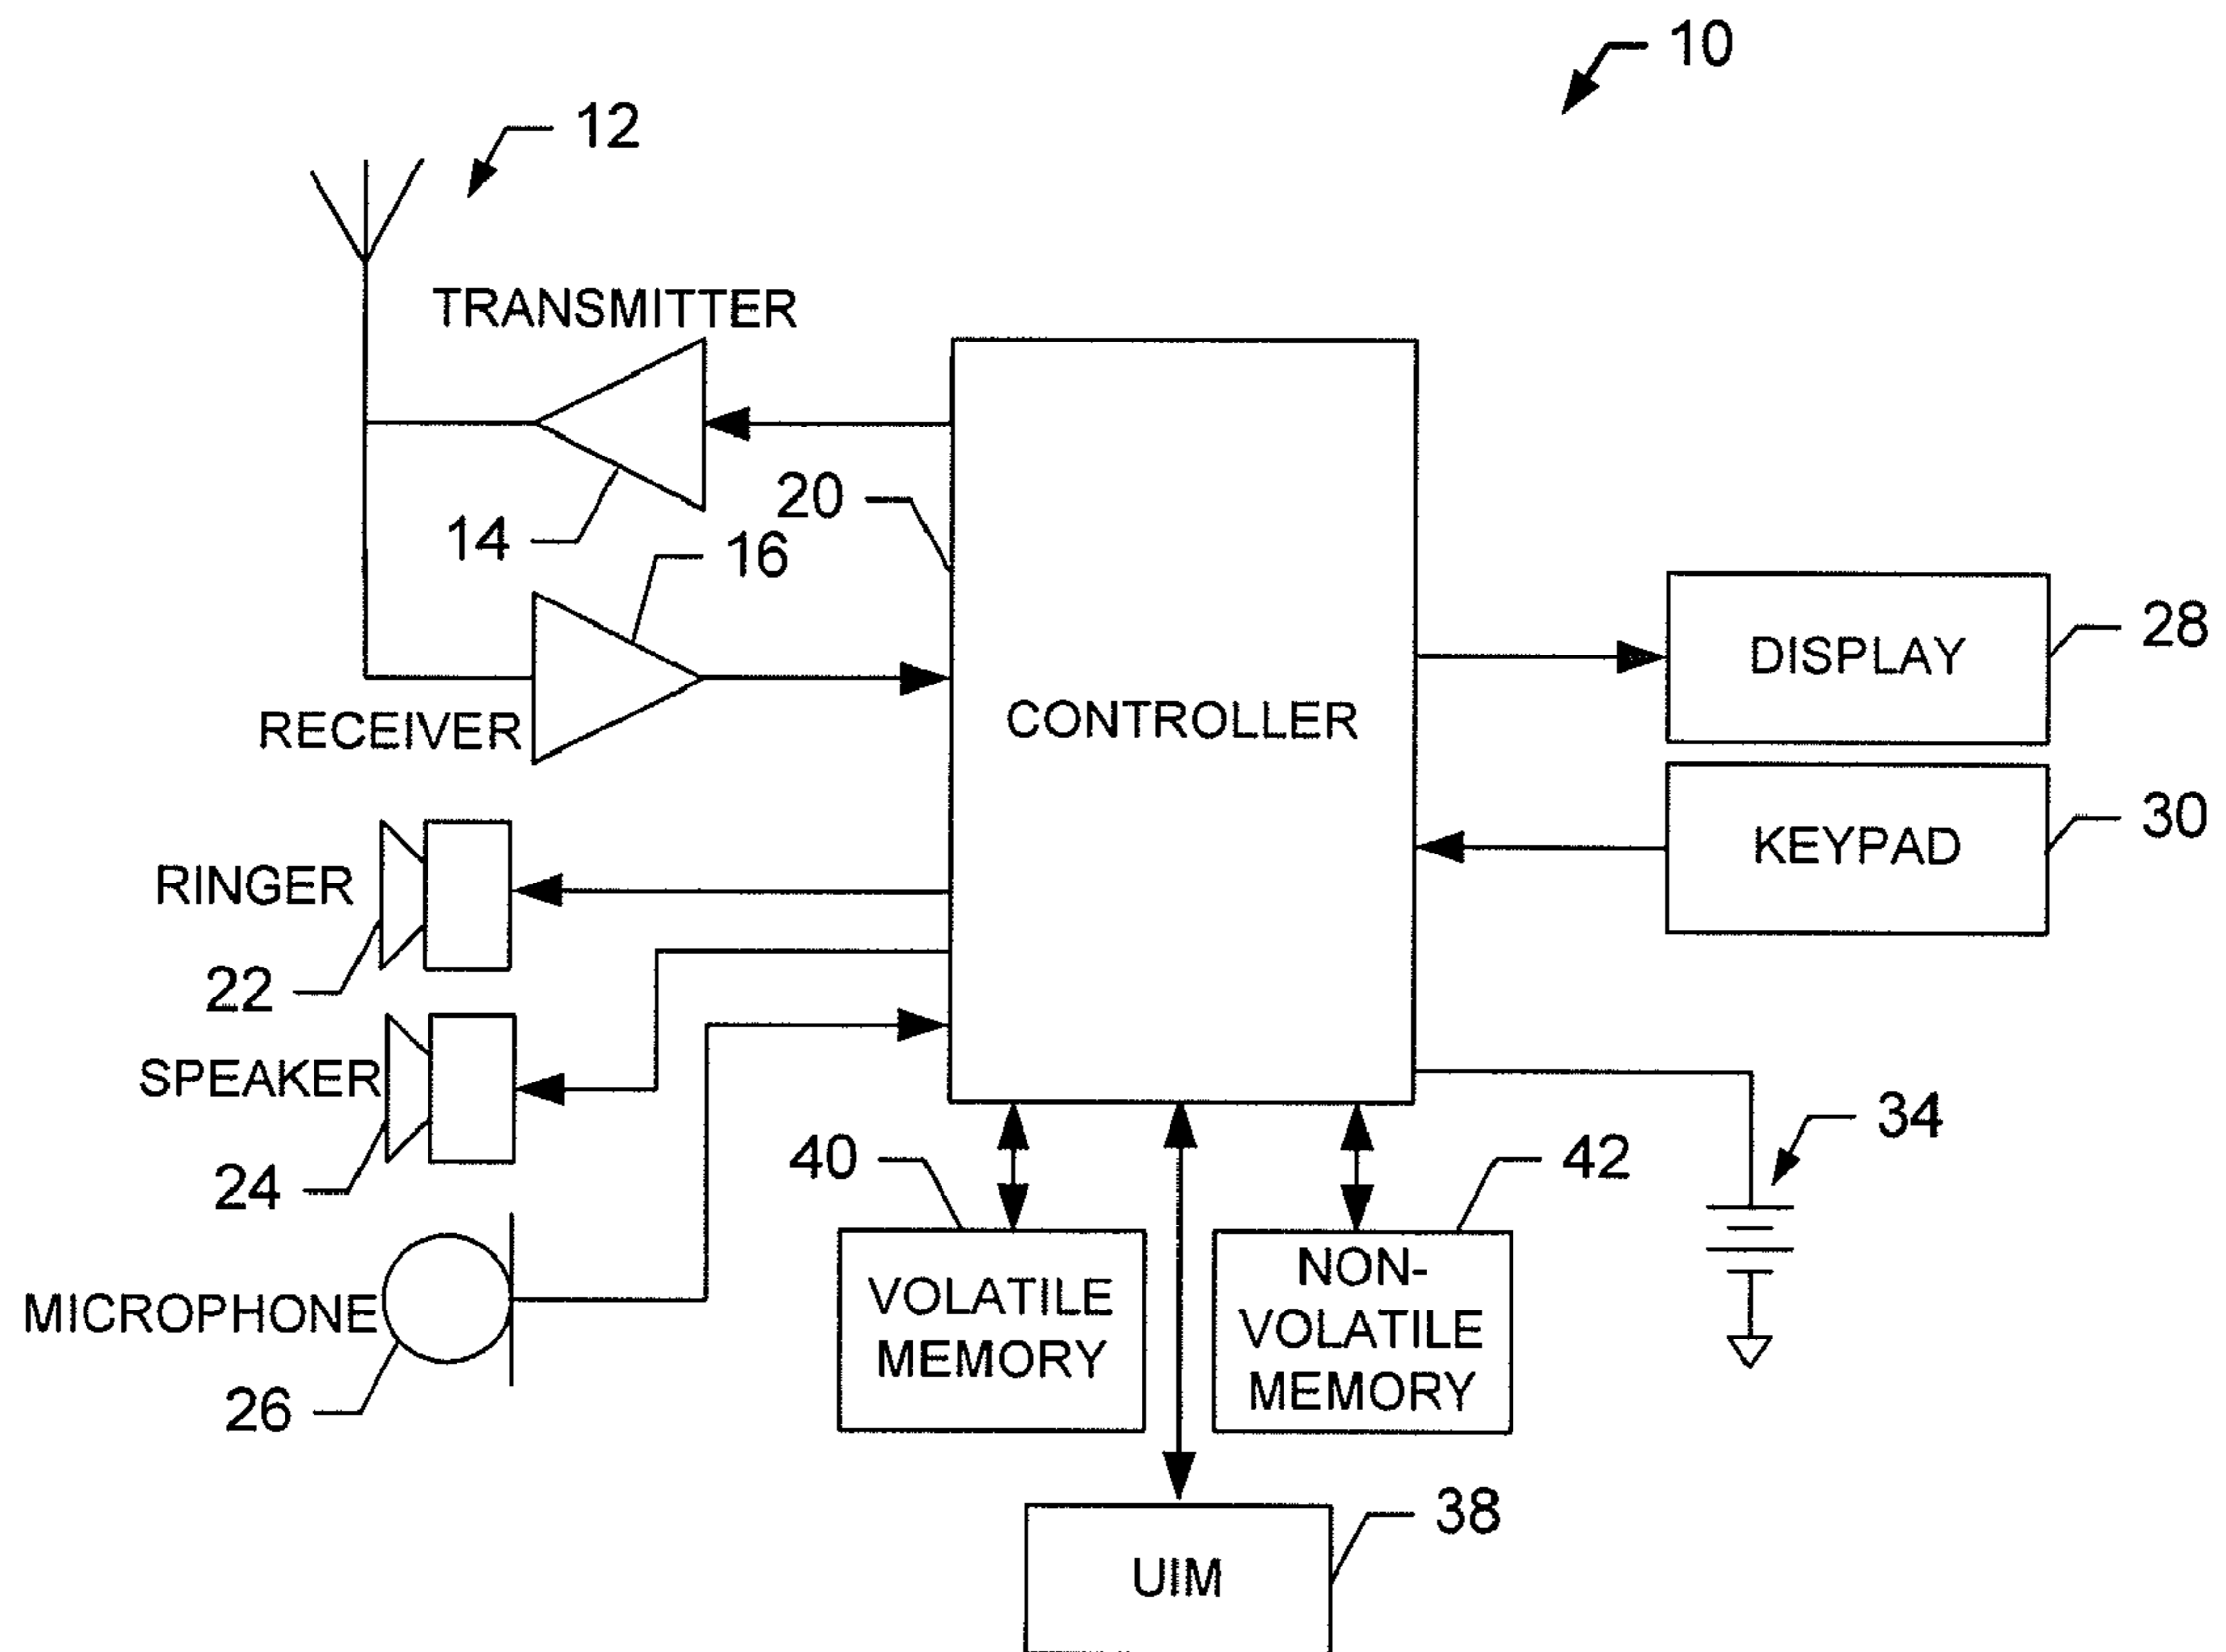 10
12
TRANSMITTER
14
20
16
RECEIVER
CONTROLLER
DISPLAY
28
KEYPAD
30
RINGER
22
SPEAKER
24
MICROPHONE
26
40
VOLATILE
MEMORY
42
NON-
VOLATILE
MEMORY
34
38
UIM